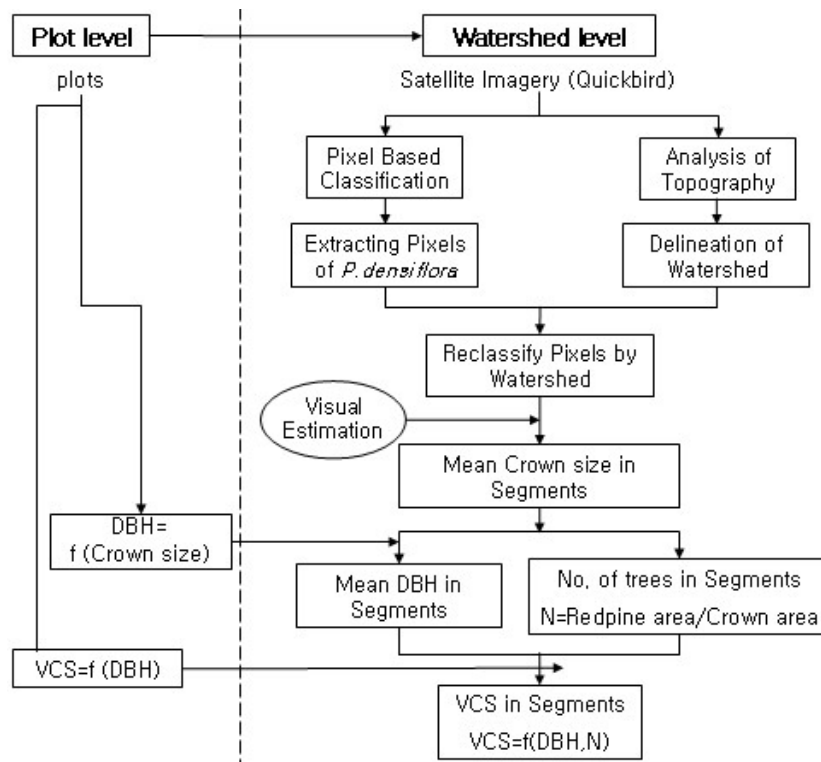 Plot level
Watershed level
plots
Satellite Imagery (Quickbird)
Pixel Based
Classification
Analysis of
Topography
Extracting Pixels
of P.densiflora
Delineation of
Watershed
Reclassify Pixels by
Watershed
Visual
Estimation
Mean Crown size in
Segments
DBH=
f (Crown size)
Mean DBH in
Segments
No, of trees in Segments
N=Redpine area/Crown area
VCS=f (DBH)
VCS in Segments
VCS=f(DBH,N)